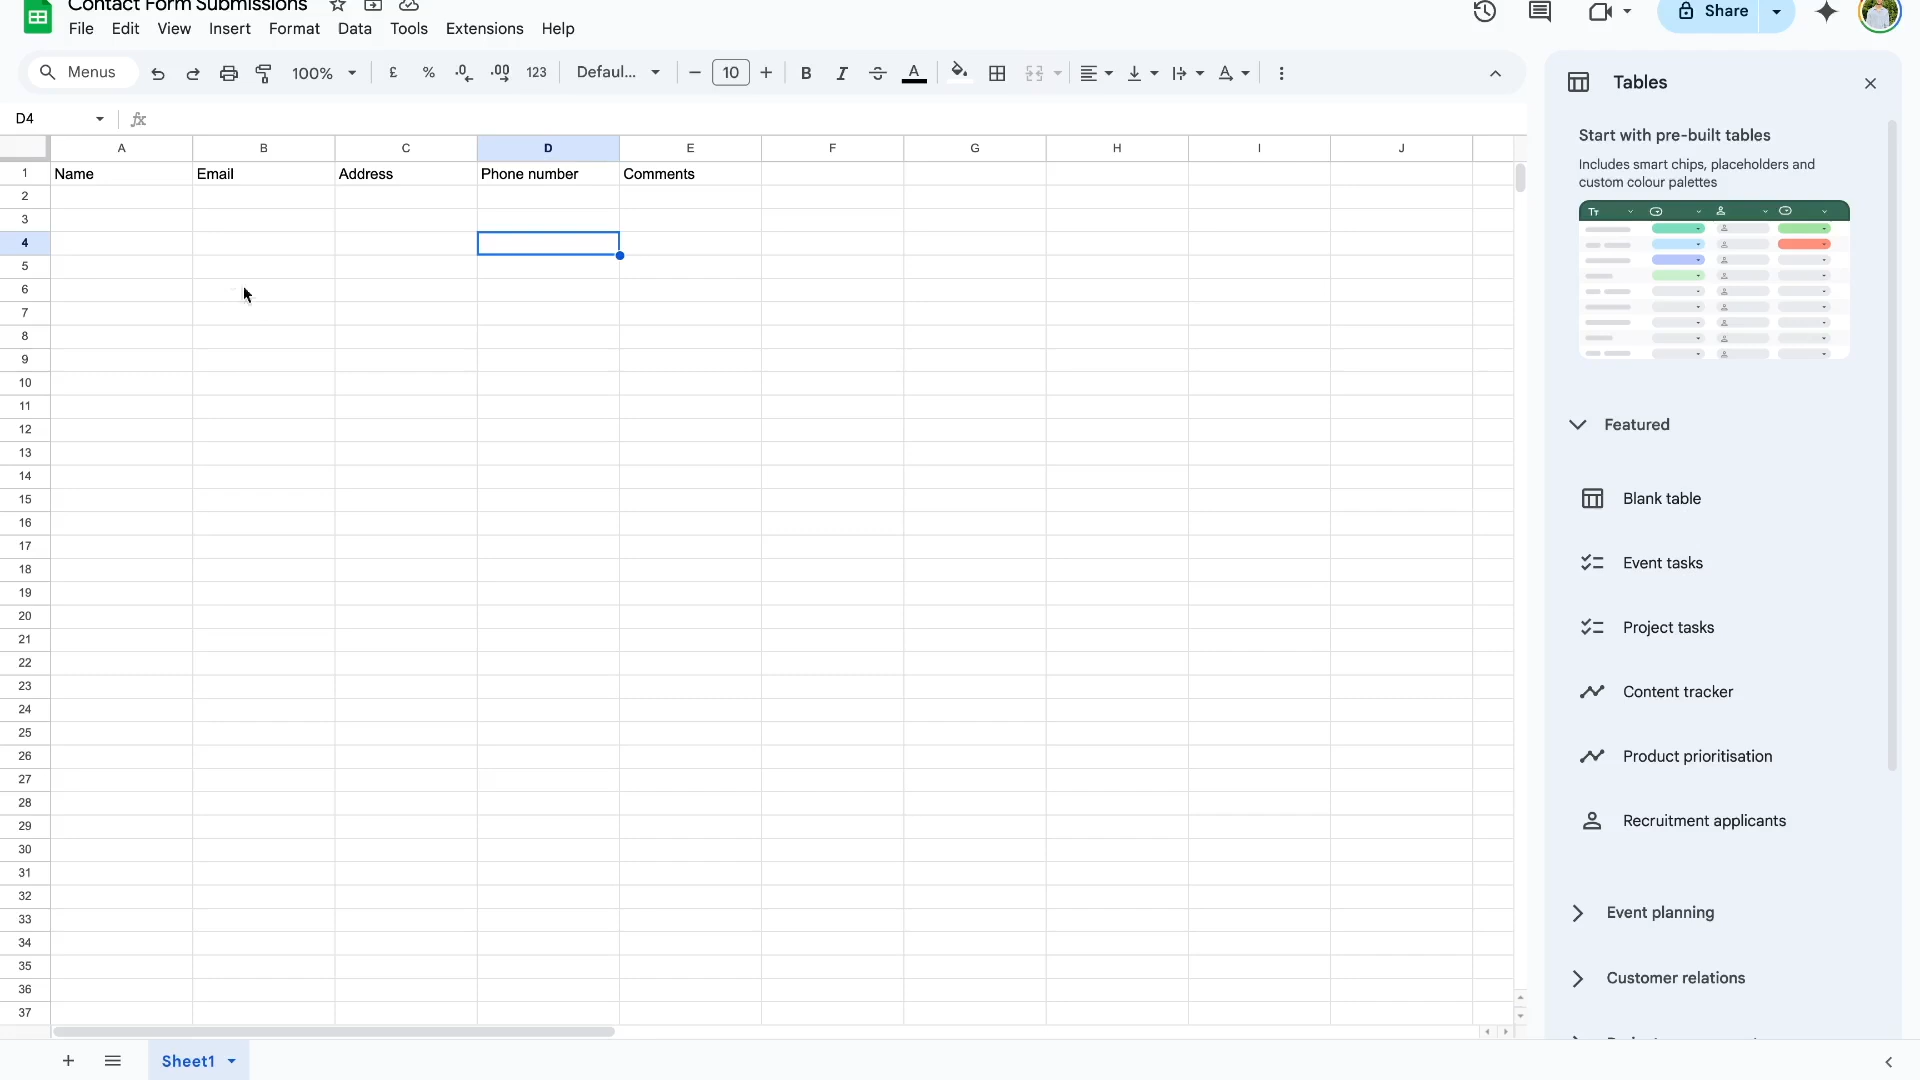 Contact Form Submissions
File Edit View Insert Format Data Tools Extensions Help
Share
Menus 100% £ % .0 .00 123 Defaul... 10 B I A
D4 fx
A B C D E F G H I J
1 Name Email Address Phone number Comments
2
3
4
5
6
7
8
9
10
11
12
13
14
15
16
17
18
19
20
21
22
23
24
25
26
27
28
29
30
31
32
33
34
35
36
37
Sheet1
Tables
Start with pre-built tables
Includes smart chips, placeholders and
custom colour palettes
Tт
Featured
Blank table
Event tasks
Project tasks
Content tracker
Product prioritisation
Recruitment applicants
Event planning
Customer relations